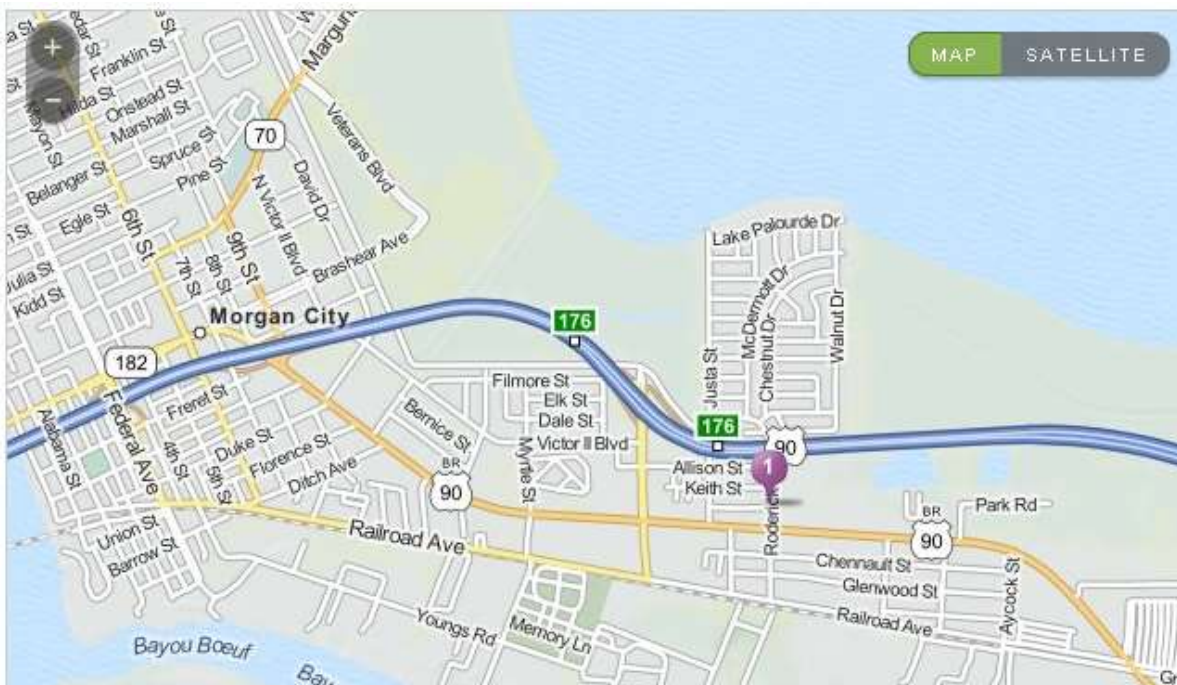 +
−
MAP SATELLITE
Franklin St
Hilda St
Onstead St
Marshall St
Mayon St
Spruce St
Pine St
Belanger St
Egle St
6th St
7th St
8th St
9th St
70
N Victor II Blvd
David Dr
Veterans Blvd
Brashear Ave
Julia St
Kidd St
Morgan City
182
176
Lake Palourde Dr
McDermott Dr
Chestnut Dr
Walnut Dr
Justa St
Filmore St
Elk St
Dale St
Victor II Blvd
Myrtle St
Bernice St
Freret St
Federal Ave
Alabama St
4th St
5th St
Duke St
Florence St
Ditch Ave
BR
90
176
90
1
Allison St
Keith St
Roderick
Park Rd
BR
90
Union St
Barrow St
Railroad Ave
Chennault St
Glenwood St
Aycock St
Railroad Ave
Youngs Rd
Memory Ln
Bayou Boeuf